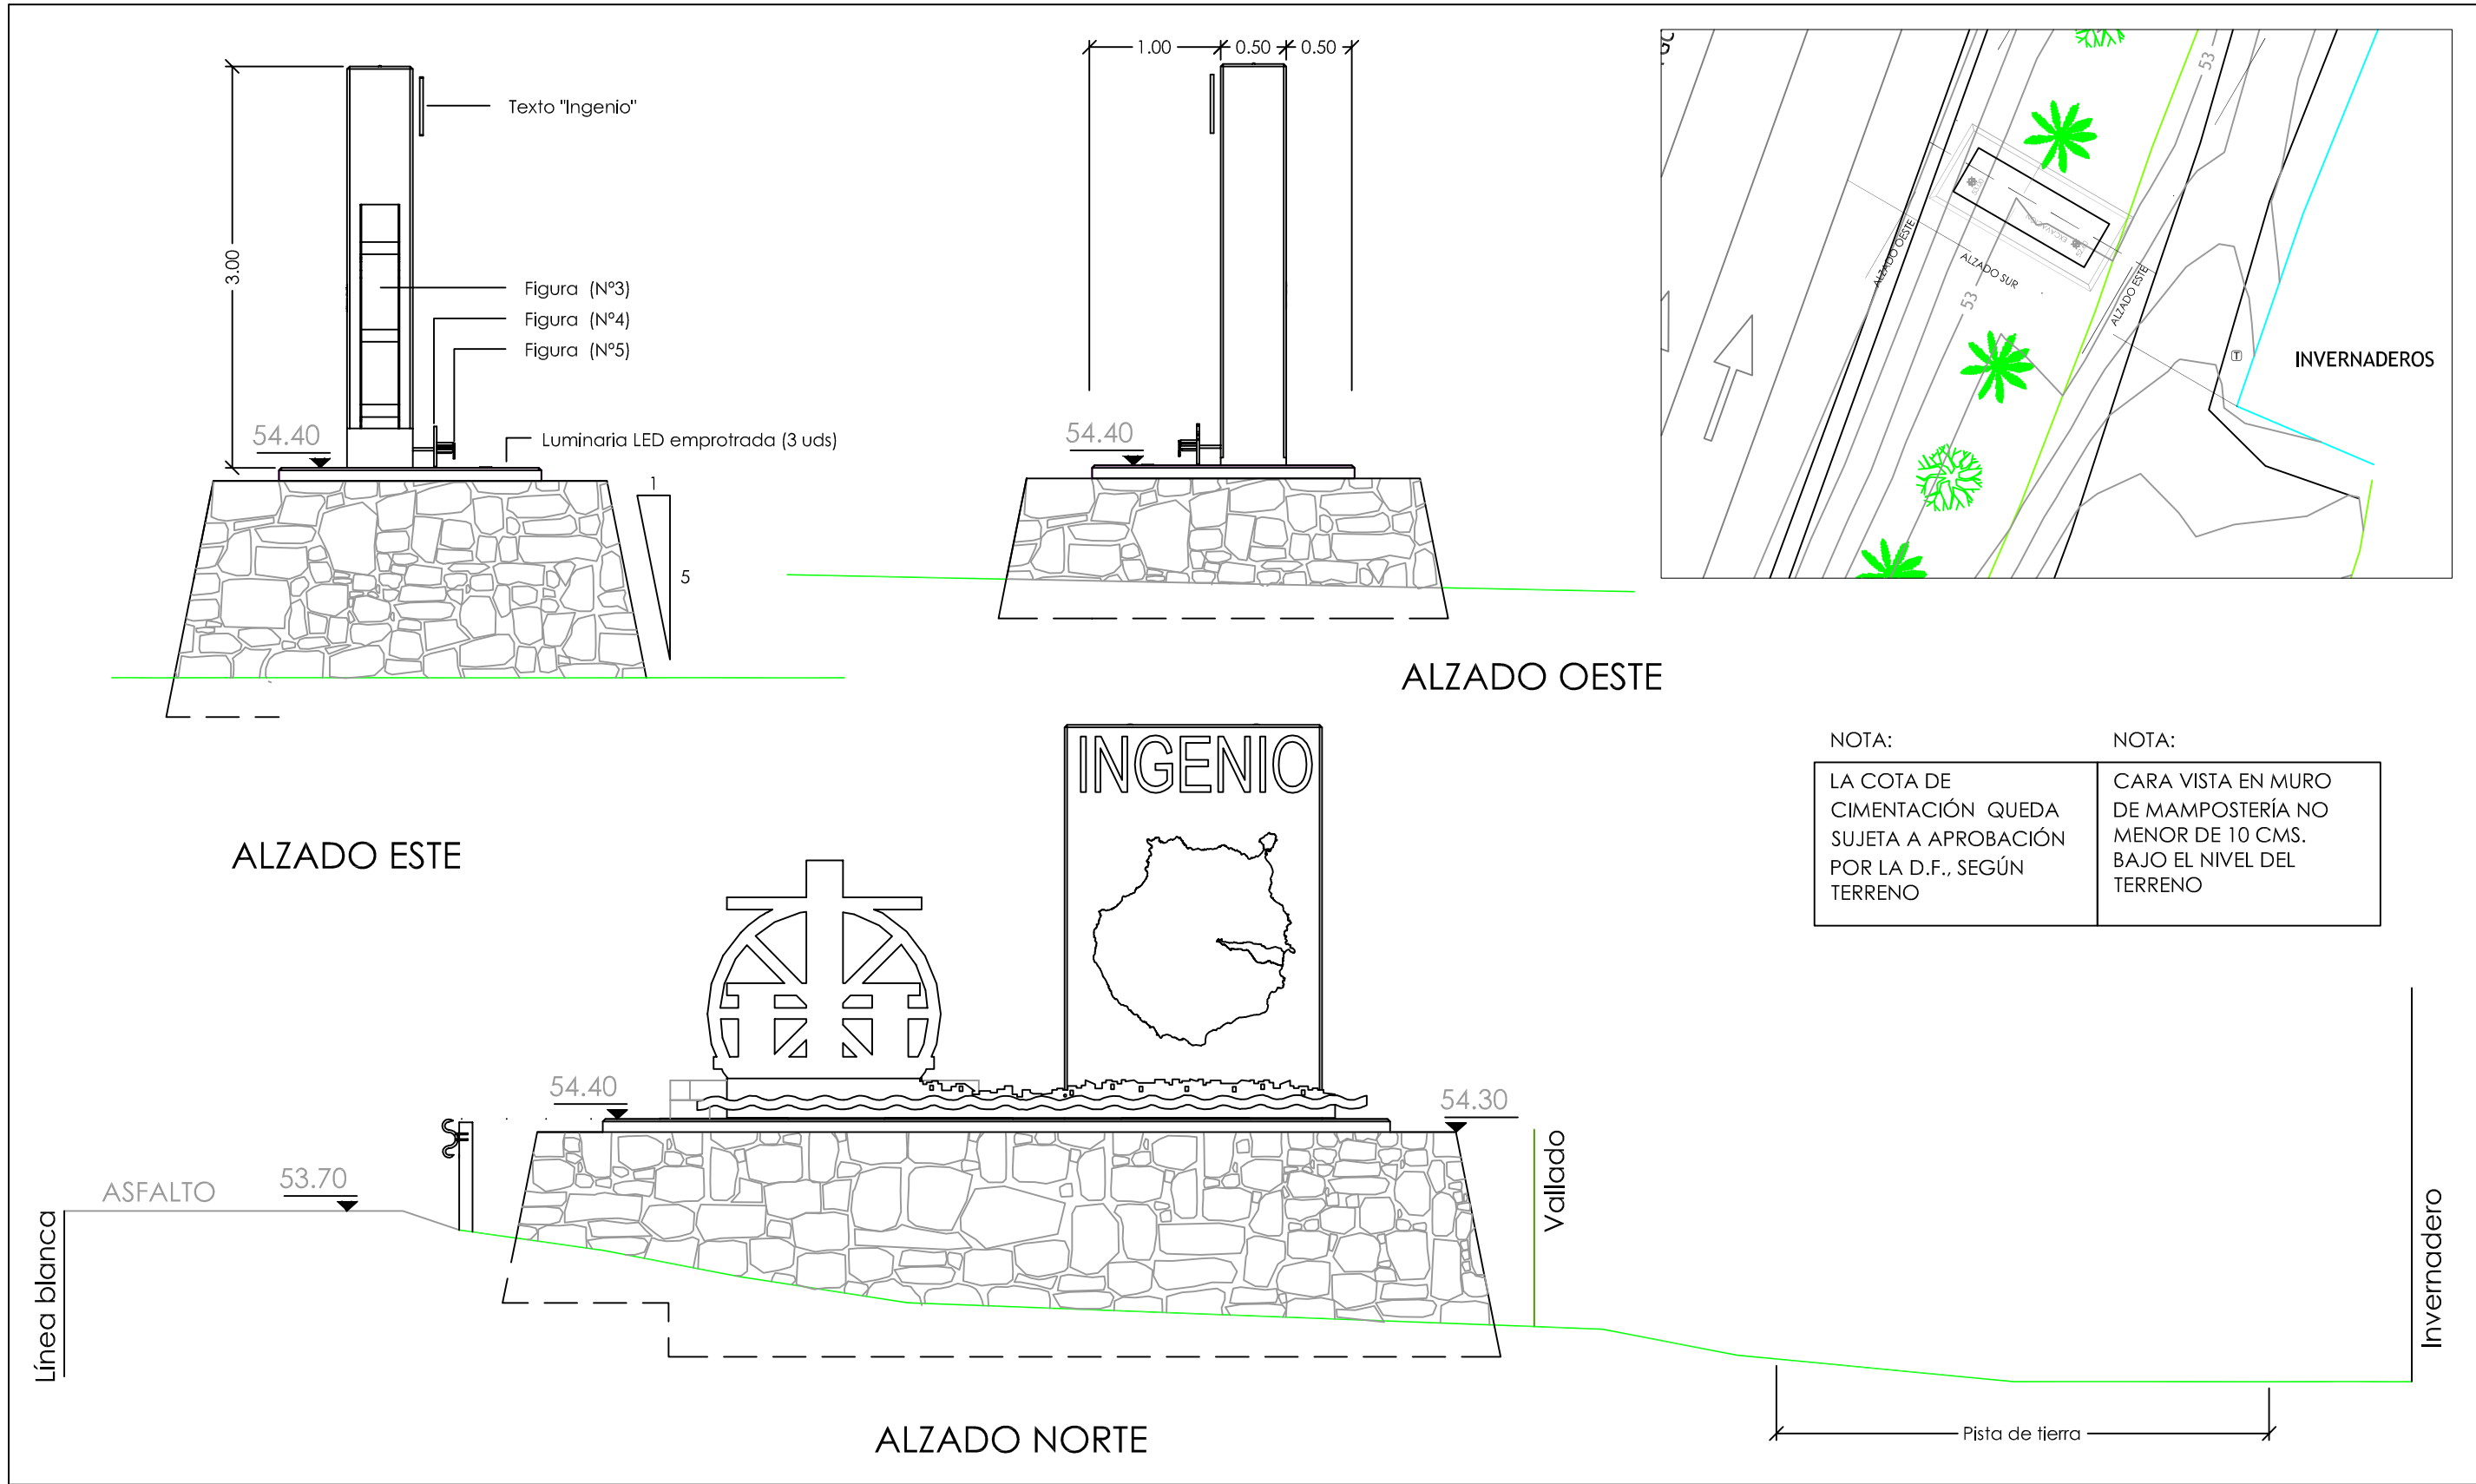 Texto "Ingenio"
3.00
Figura (Nº3)
Figura (Nº4)
Figura (Nº5)
54.40
Luminaria LED emprotrada (3 uds)
1
5
ALZADO ESTE
1.00
0.50
0.50
54.40
ALZADO OESTE
53
53
ALZADO OESTE
ALZADO SUR
ALZADO ESTE
T
INVERNADEROS
NOTA:
LA COTA DE
CIMENTACIÓN QUEDA
SUJETA A APROBACIÓN
POR LA D.F., SEGÚN
TERRENO
NOTA:
CARA VISTA EN MURO
DE MAMPOSTERÍA NO
MENOR DE 10 CMS.
BAJO EL NIVEL DEL
TERRENO
INGENIO
54.40
54.30
53.70
ASFALTO
Línea blanca
Vallado
Invernadero
Pista de tierra
ALZADO NORTE